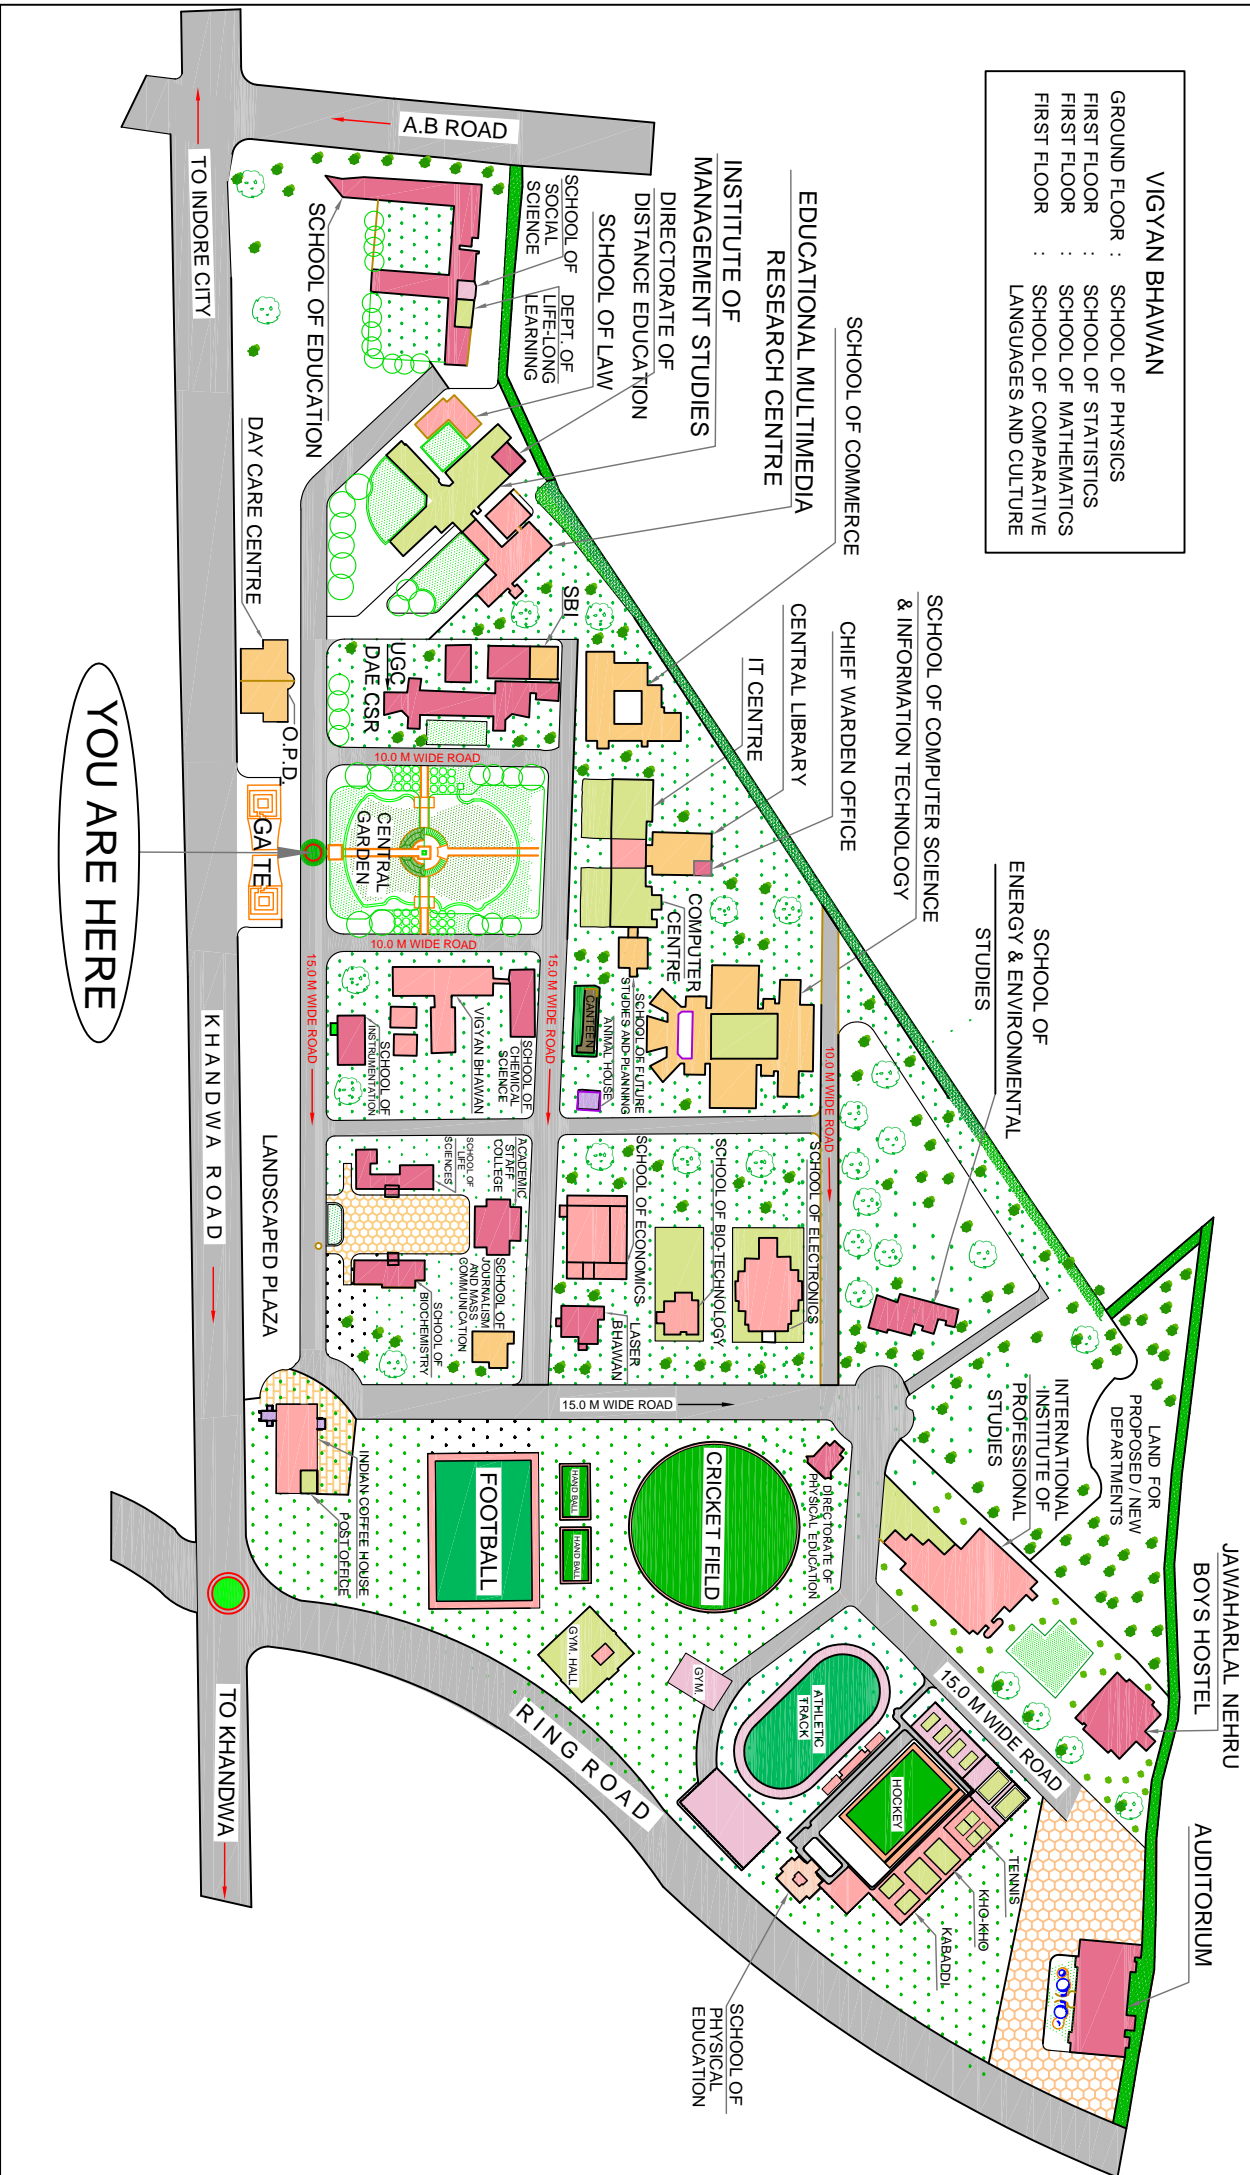 VIGYAN BHAWAN
GROUND FLOOR : SCHOOL OF PHYSICS
FIRST FLOOR : SCHOOL OF STATISTICS
FIRST FLOOR : SCHOOL OF MATHEMATICS
FIRST FLOOR : SCHOOL OF COMPARATIVE
LANGUAGES AND CULTURE
A.B ROAD
TO INDORE CITY
SCHOOL OF EDUCATION
SCHOOL OF
SOCIAL
SCIENCE
DEPT. OF
LIFE-LONG
LEARNING
SCHOOL OF LAW
DIRECTORATE OF
DISTANCE EDUCATION
INSTITUTE OF
MANAGEMENT STUDIES
EDUCATIONAL MULTIMEDIA
RESEARCH CENTRE
SCHOOL OF COMMERCE
SBI
UGC
DAE CSR
DAY CARE CENTRE
O.P.D.
10.0 M WIDE ROAD
CENTRAL
GARDEN
GATE
YOU ARE HERE
IT CENTRE
CENTRAL LIBRARY
CHIEF WARDEN OFFICE
SCHOOL OF COMPUTER SCIENCE
& INFORMATION TECHNOLOGY
COMPUTER
CENTRE
10.0 M WIDE ROAD
15.0 M WIDE ROAD
15.0 M WIDE ROAD
10.0 M WIDE ROAD
CANTEEN
ANIMAL HOUSE
SCHOOL OF FUTURE
STUDIES AND PLANNING
SCHOOL OF
CHEMICAL
SCIENCE
VIGYAN BHAWAN
SCHOOL OF
INSTRUMENTATION
SCHOOL OF
ENERGY & ENVIRONMENTAL
STUDIES
KHANDWA ROAD
LANDSCAPED PLAZA
ACADEMIC
STAFF
COLLEGE
SCHOOL OF
LIFE
SCIENCES
SCHOOL OF
JOURNALISM
AND MASS
COMMUNICATION
SCHOOL OF
BIOCHEMISTRY
SCHOOL OF ECONOMICS
SCHOOL OF BIO-TECHNOLOGY
SCHOOL OF ELECTRONICS
LASER
BHAWAN
15.0 M WIDE ROAD
INDIAN COFFEE HOUSE
POST OFFICE
FOOTBALL
HAND BALL
HAND BALL
CRICKET FIELD
DIRECTORATE OF
PHYSICAL EDUCATION
INTERNATIONAL
INSTITUTE OF
PROFESSIONAL
STUDIES
LAND FOR
PROPOSED / NEW
DEPARTMENTS
JAWAHARLAL NEHRU
BOYS HOSTEL
GYM. HALL
GYM.
ATHLETIC
TRACK
HOCKEY
15.0 M WIDE ROAD
TENNIS
KHO-KHO
KABADDI
RING ROAD
TO KHANDWA
AUDITORIUM
SCHOOL OF
PHYSICAL
EDUCATION